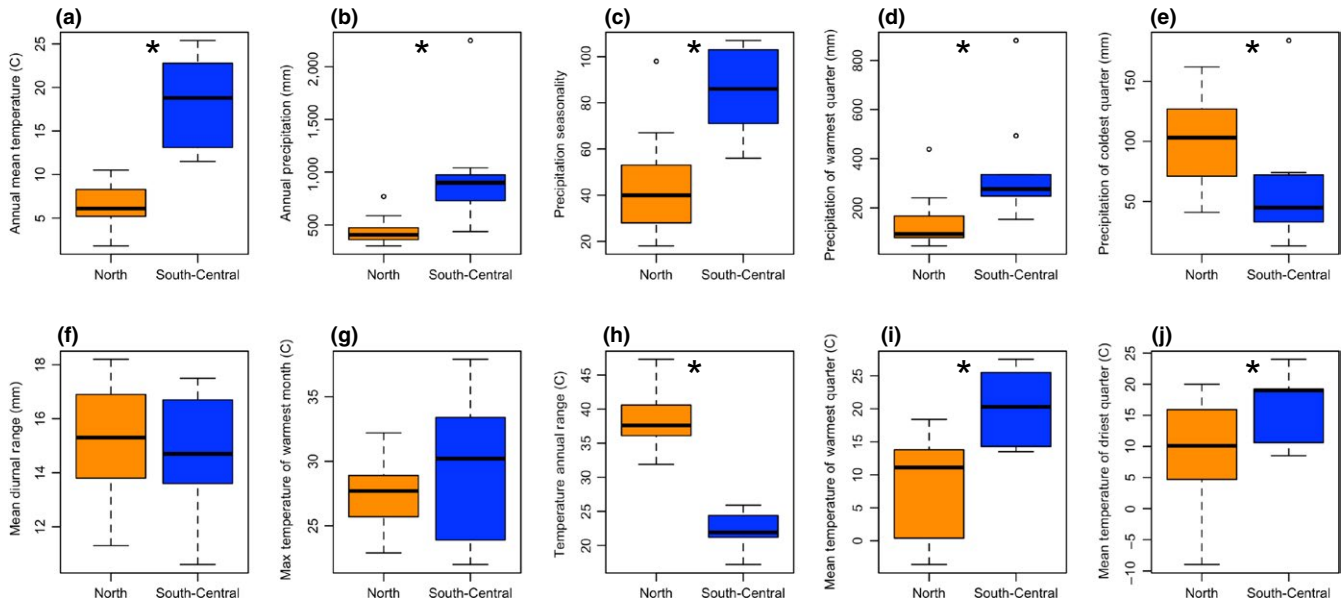 (a)
*
Annual mean temperature (C)
25
20
15
10
5
North South-Central
(b)
*
Annual precipitation (mm)
2,000
1,500
1,000
500
North South-Central
(c)
*
Precipitation seasonality
100
80
60
40
20
North South-Central
(d)
*
Precipitation of warmest quarter (mm)
800
600
400
200
North South-Central
(e)
*
Precipitation of coldest quarter (mm)
150
100
50
North South-Central
(f)
Mean diurnal range (mm)
18
16
14
12
North South-Central
(g)
Max temperature of warmest month (C)
35
30
25
North South-Central
(h)
*
Temperature annual range (C)
45
40
35
30
25
20
North South-Central
(i)
*
Mean temperature of warmest quarter (C)
25
20
15
10
5
0
North South-Central
(j)
*
Mean temperature of driest quarter (C)
25
20
15
10
5
0
−10
North South-Central